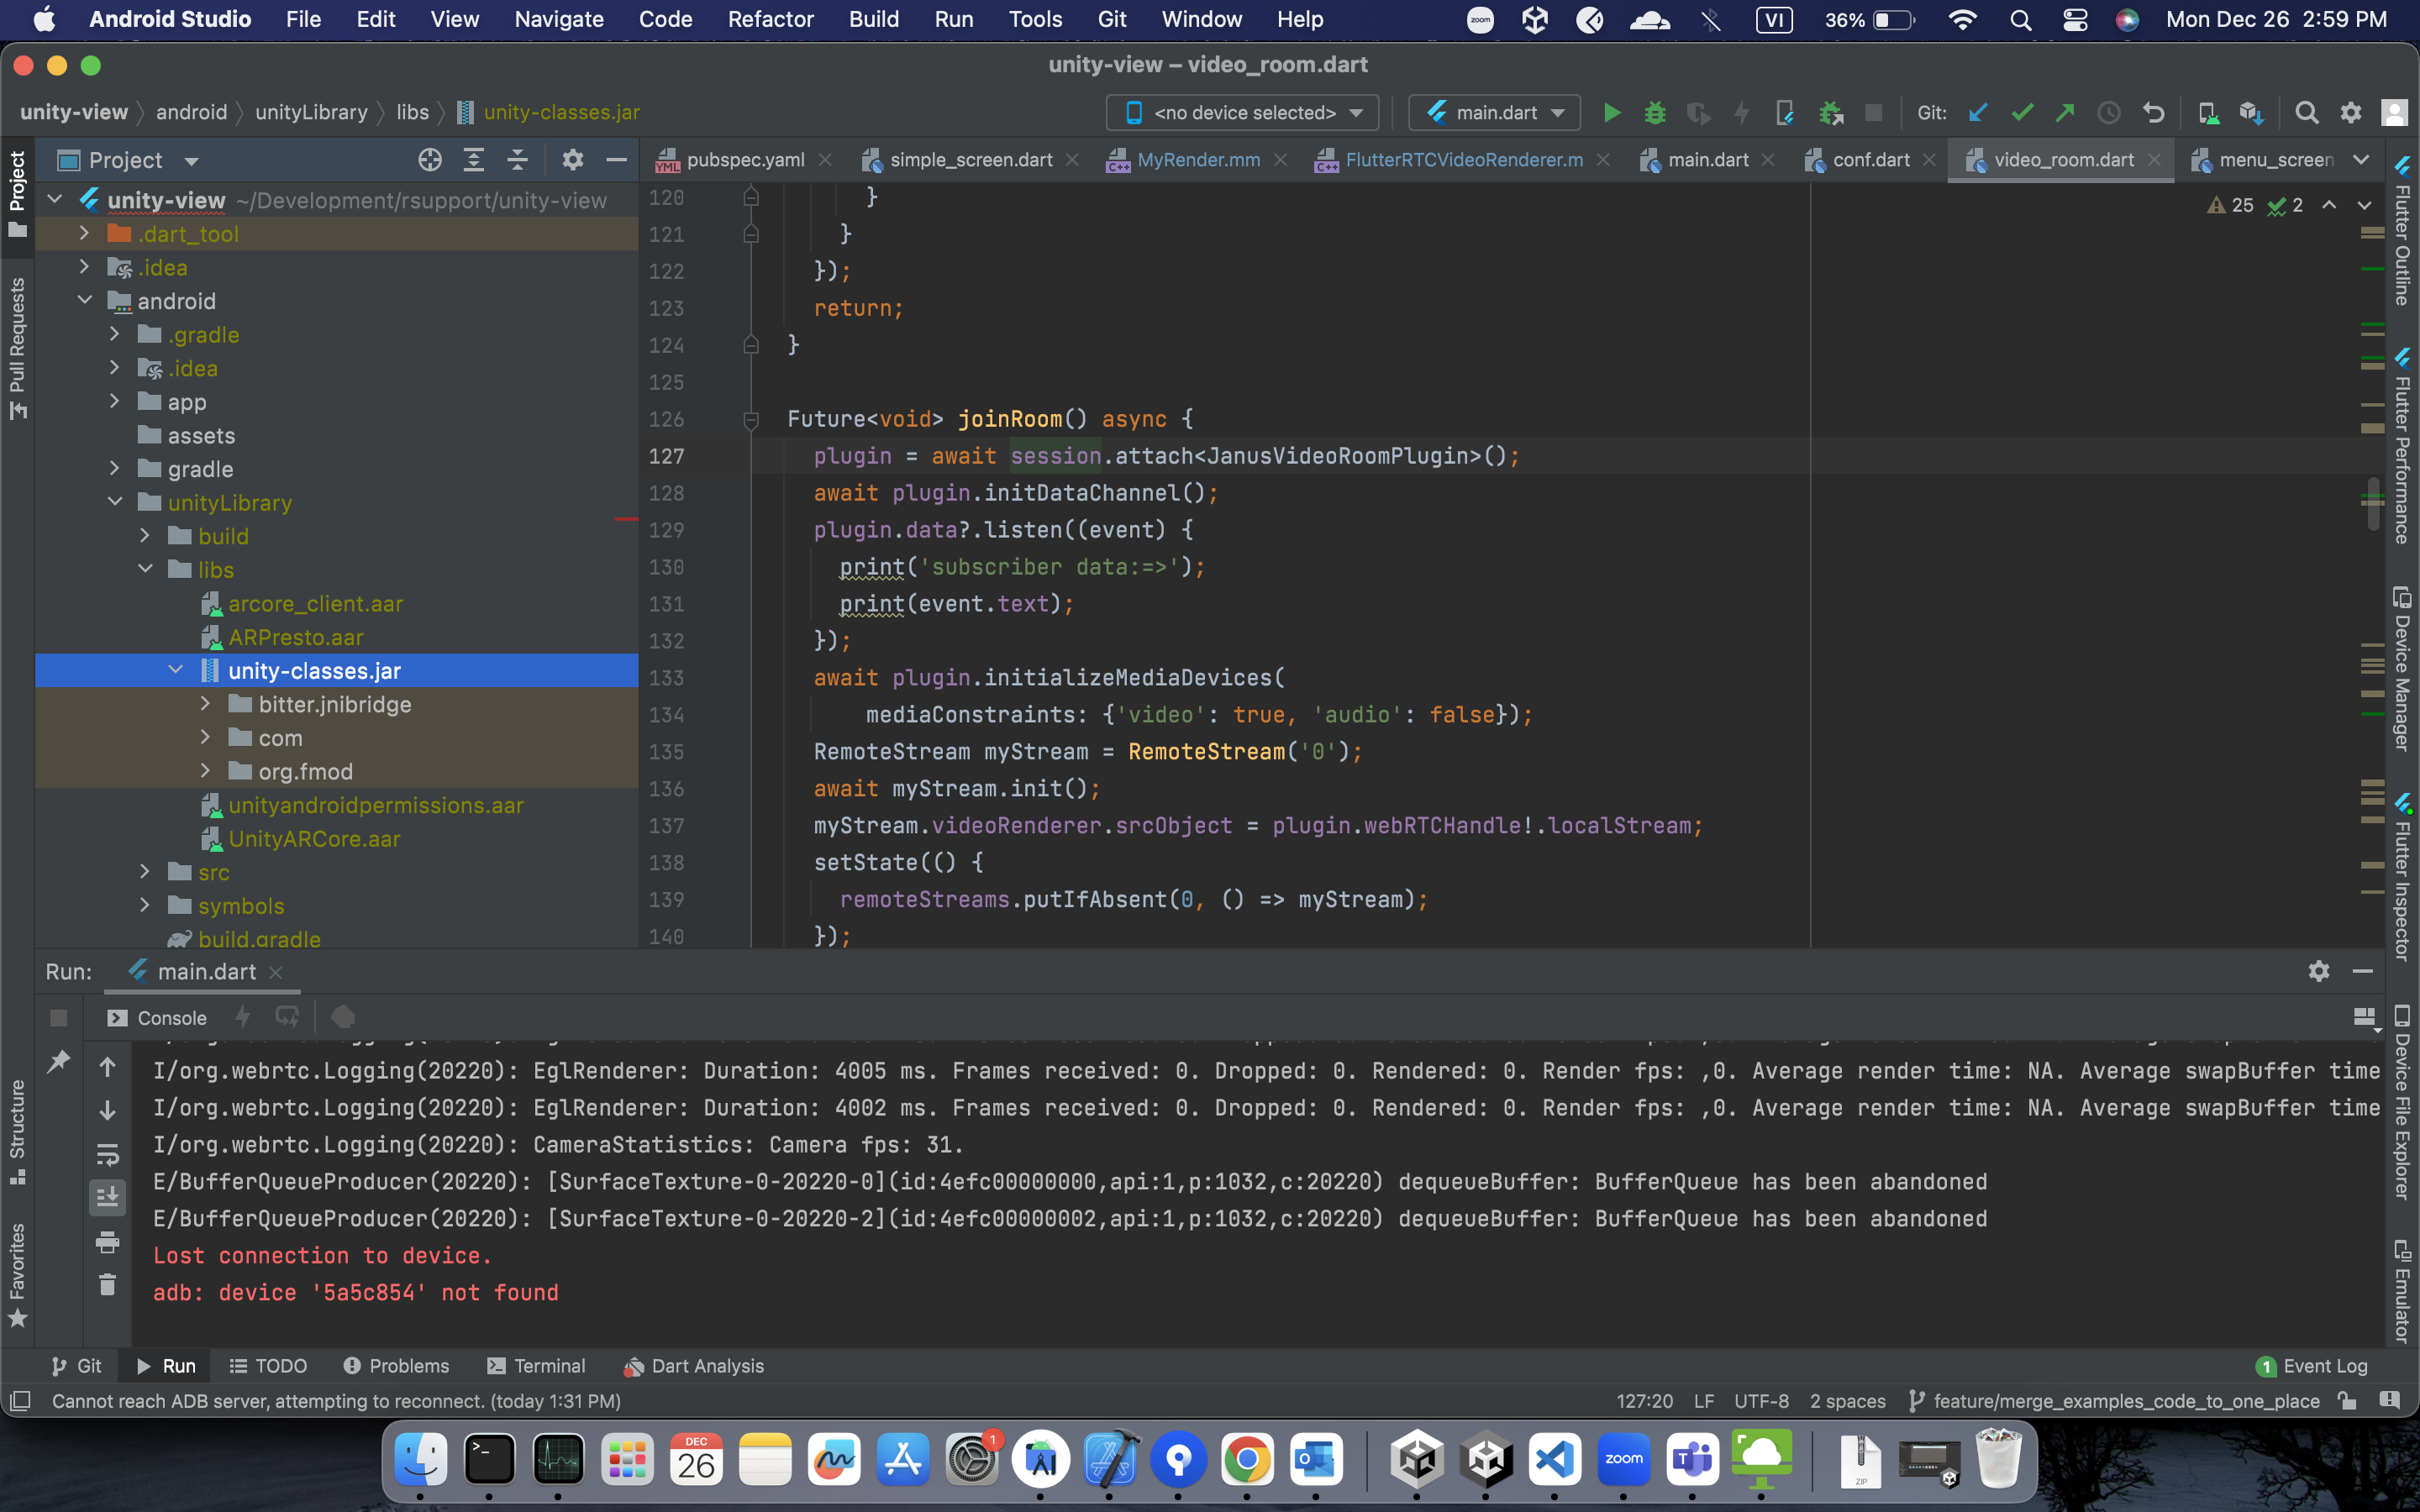 Android Studio File Edit View Navigate Code Refactor Build Run Tools Git Window Help zoom VI 36% Mon Dec 26 2:59 PM
unity-view – video_room.dart
unity-view android unityLibrary libs unity-classes.jar <no device selected> main.dart Git:
Project
pubspec.yaml simple_screen.dart MyRender.mm FlutterRTCVideoRenderer.m main.dart conf.dart video_room.dart menu_screen
unity-view ~/Development/rsupport/unity-view
.dart_tool
.idea
android
.gradle
.idea
app
assets
gradle
unityLibrary
build
libs
arcore_client.aar
ARPresto.aar
unity-classes.jar
bitter.jnibridge
com
org.fmod
unityandroidpermissions.aar
UnityARCore.aar
src
symbols
build.gradle
25 2
120 }
121 }
122 });
123 return;
124 }
125
126 Future<void> joinRoom() async {
127 plugin = await session.attach<JanusVideoRoomPlugin>();
128 await plugin.initDataChannel();
129 plugin.data?.listen((event) {
130 print('subscriber data:=>');
131 print(event.text);
132 });
133 await plugin.initializeMediaDevices(
134 mediaConstraints: {'video': true, 'audio': false});
135 RemoteStream myStream = RemoteStream('0');
136 await myStream.init();
137 myStream.videoRenderer.srcObject = plugin.webRTCHandle!.localStream;
138 setState(() {
139 remoteStreams.putIfAbsent(0, () => myStream);
140 });
Project
Pull Requests
Structure
Favorites
Flutter Outline
Flutter Performance
Device Manager
Flutter Inspector
Device File Explorer
Emulator
Run: main.dart
Console
I/org.webrtc.Logging(20220): EglRenderer: Duration: 4005 ms. Frames received: 0. Dropped: 0. Rendered: 0. Render fps: ,0. Average render time: NA. Average swapBuffer time
I/org.webrtc.Logging(20220): EglRenderer: Duration: 4002 ms. Frames received: 0. Dropped: 0. Rendered: 0. Render fps: ,0. Average render time: NA. Average swapBuffer time
I/org.webrtc.Logging(20220): CameraStatistics: Camera fps: 31.
E/BufferQueueProducer(20220): [SurfaceTexture-0-20220-0](id:4efc00000000,api:1,p:1032,c:20220) dequeueBuffer: BufferQueue has been abandoned
E/BufferQueueProducer(20220): [SurfaceTexture-0-20220-2](id:4efc00000002,api:1,p:1032,c:20220) dequeueBuffer: BufferQueue has been abandoned
Lost connection to device.
adb: device '5a5c854' not found
Git Run TODO Problems Terminal Dart Analysis 1 Event Log
Cannot reach ADB server, attempting to reconnect. (today 1:31 PM) 127:20 LF UTF-8 2 spaces feature/merge_examples_code_to_one_place
DEC
26
1
zoom
ZIP